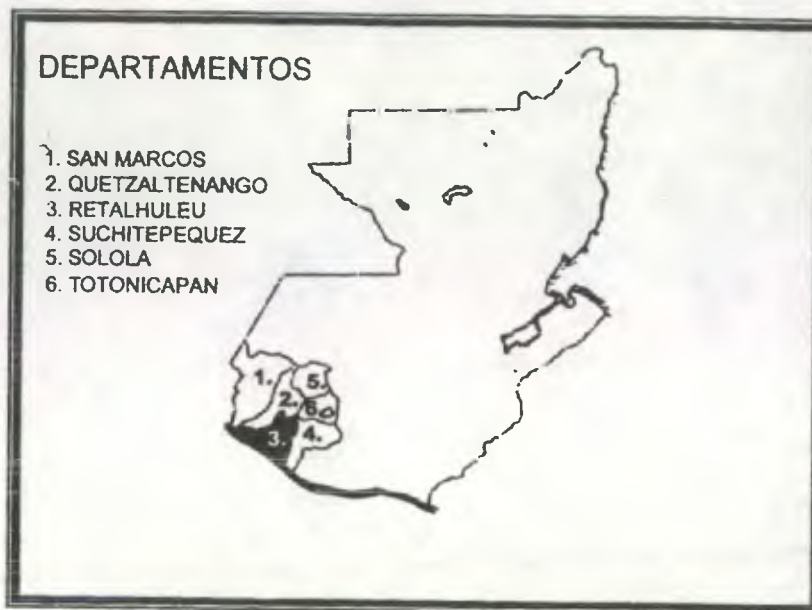 DEPARTAMENTOS
1. SAN MARCOS
2. QUETZALTENANGO
3. RETALHULEU
4. SUCHITEPEQUEZ
5. SOLOLA
6. TOTONICAPAN
1.
5.
2.
6
3.
4.